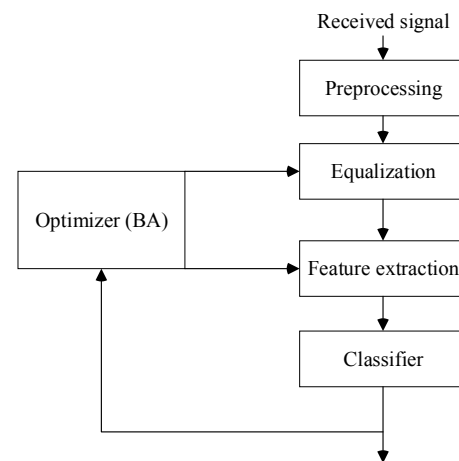 Received signal
Preprocessing
Equalization
Optimizer (BA)
Feature extraction
Classifier